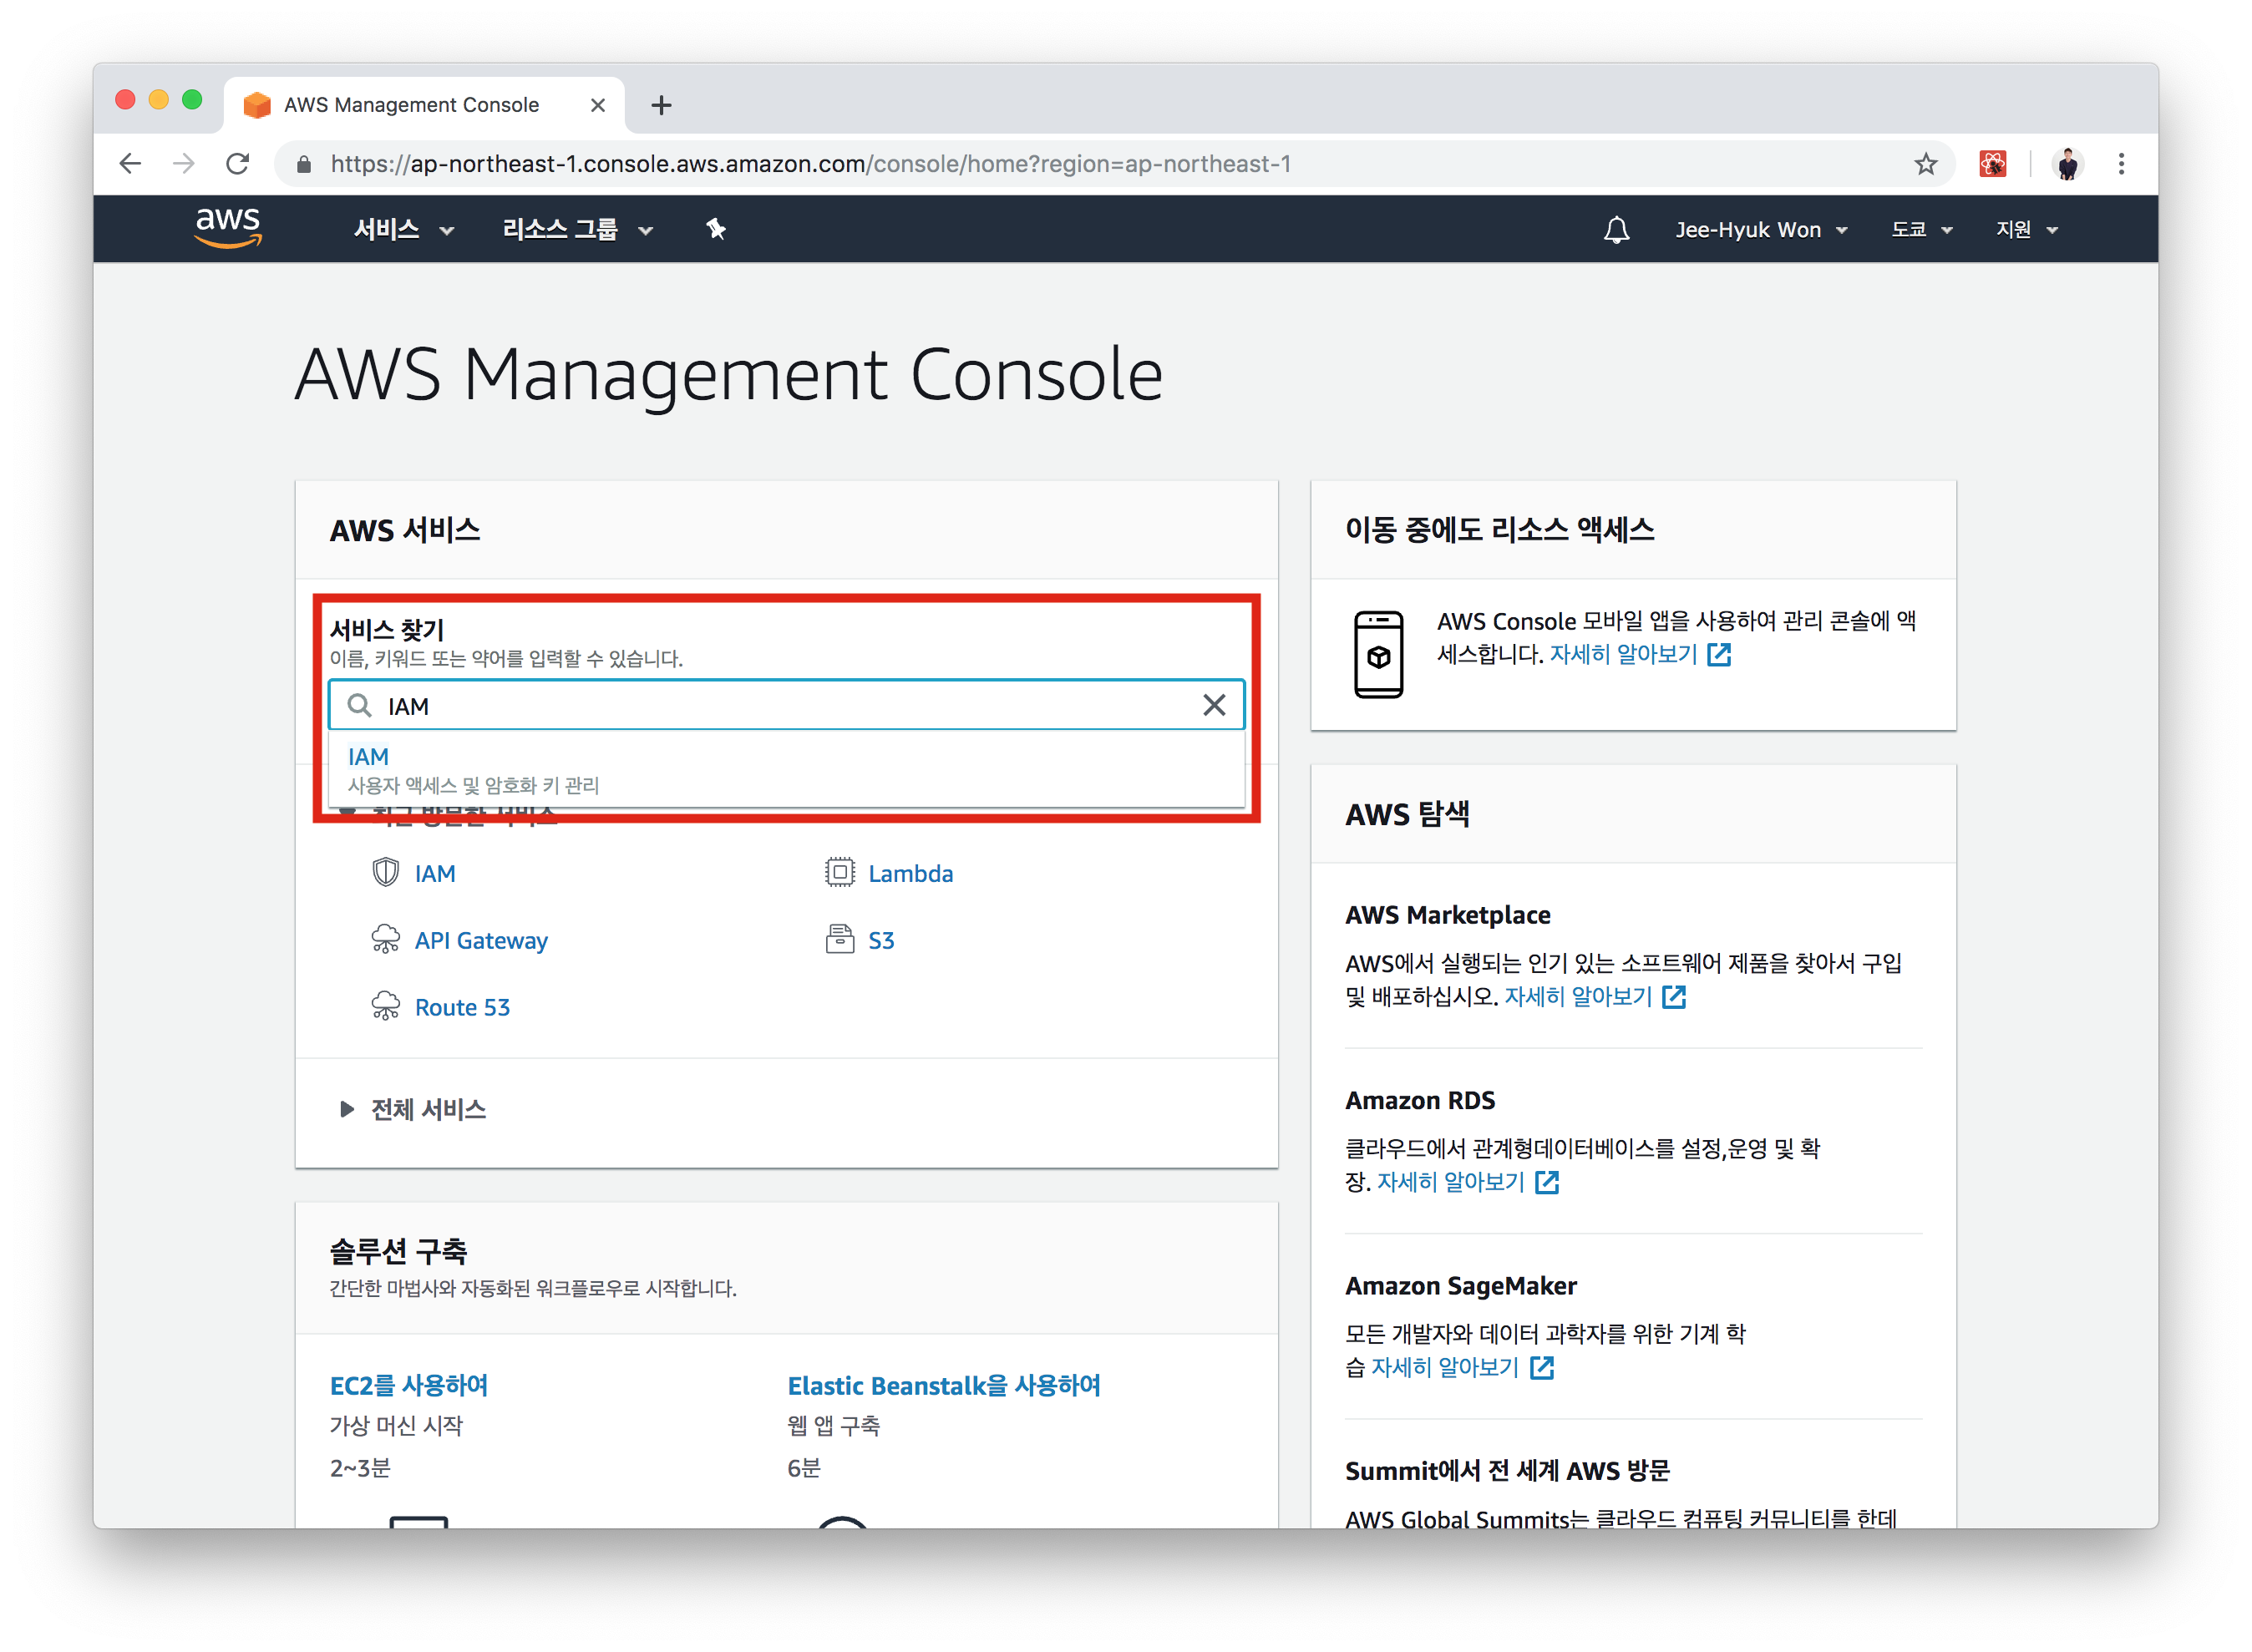 AWS Management Console
https://ap-northeast-1.console.aws.amazon.com/console/home?region=ap-northeast-1
aws
서비스
리소스 그룹
Jee-Hyuk Won
도쿄
지원
AWS Management Console
AWS 서비스
서비스 찾기
이름, 키워드 또는 약어를 입력할 수 있습니다.
IAM
IAM
사용자 액세스 및 암호화 키 관리
최근 방문한 서비스
IAM
Lambda
API Gateway
S3
Route 53
전체 서비스
솔루션 구축
간단한 마법사와 자동화된 워크플로우로 시작합니다.
EC2를 사용하여
가상 머신 시작
2~3분
Elastic Beanstalk을 사용하여
웹 앱 구축
6분
이동 중에도 리소스 액세스
AWS Console 모바일 앱을 사용하여 관리 콘솔에 액
세스합니다. 자세히 알아보기
AWS 탐색
AWS Marketplace
AWS에서 실행되는 인기 있는 소프트웨어 제품을 찾아서 구입
및 배포하십시오. 자세히 알아보기
Amazon RDS
클라우드에서 관계형데이터베이스를 설정,운영 및 확
장. 자세히 알아보기
Amazon SageMaker
모든 개발자와 데이터 과학자를 위한 기계 학
습 자세히 알아보기
Summit에서 전 세계 AWS 방문
AWS Global Summits는 클라우드 컴퓨팅 커뮤니티를 한데